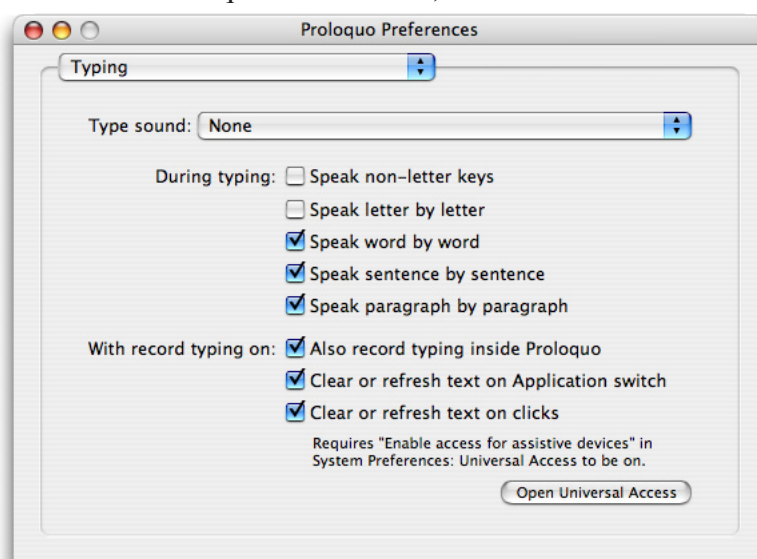 Proloquo Preferences
Typing
Type sound: None
During typing: Speak non-letter keys
Speak letter by letter
Speak word by word
Speak sentence by sentence
Speak paragraph by paragraph
With record typing on: Also record typing inside Proloquo
Clear or refresh text on Application switch
Clear or refresh text on clicks
Requires "Enable access for assistive devices" in
System Preferences: Universal Access to be on.
Open Universal Access